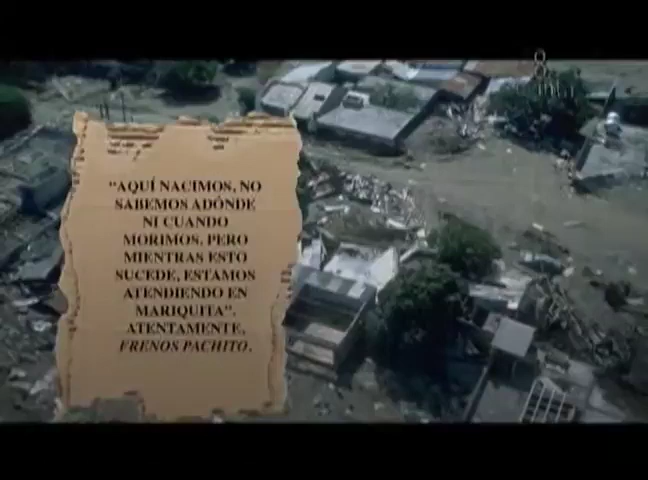 "AQUÍ NACIMOS, NO
SABEMOS ADÓNDE
NI CUANDO
MORIMOS, PERO
MIENTRAS ESTO
SUCEDE, ESTAMOS
ATENDIENDO EN
MARIQUITA".
ATENTAMENTE,
FRENOS PACHITO.